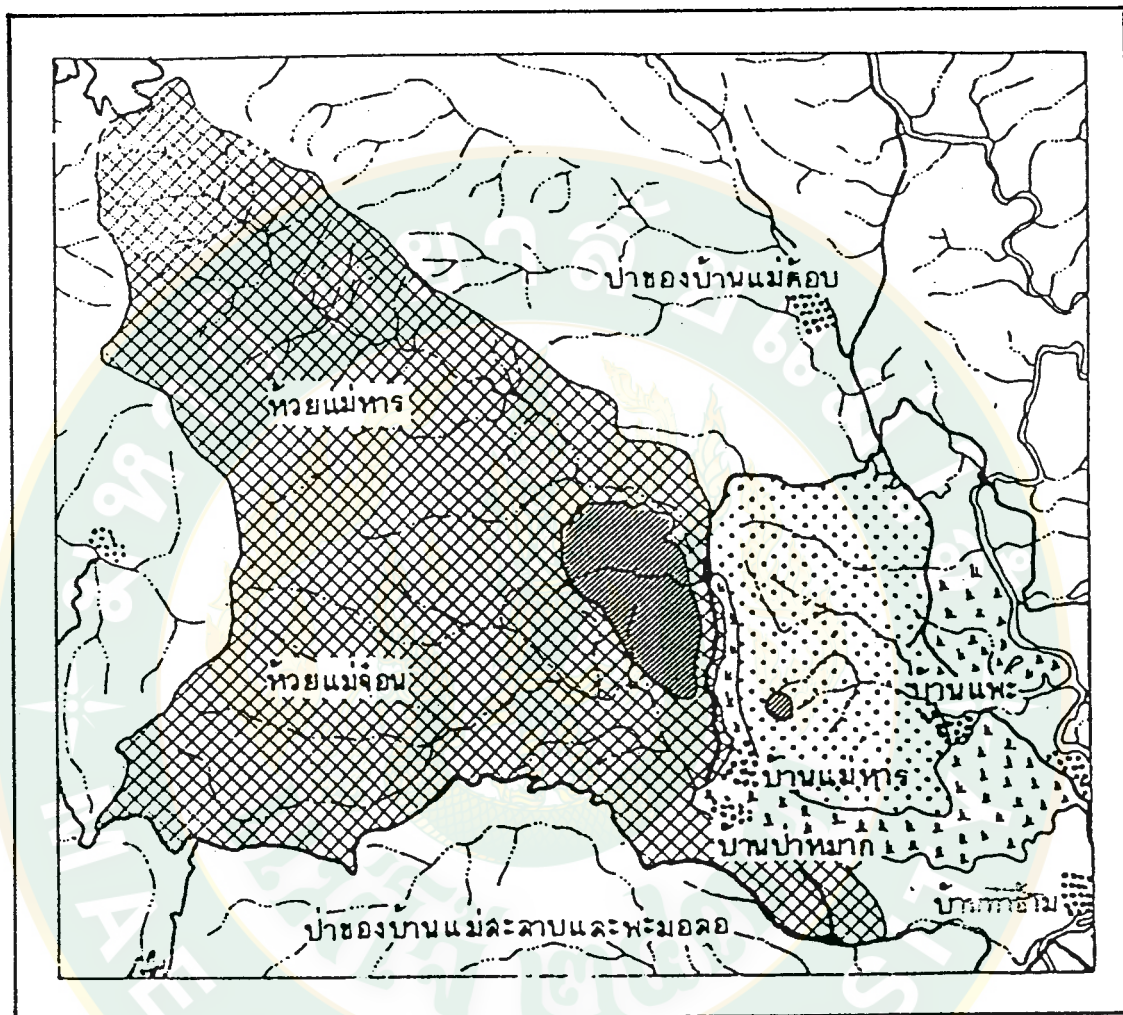 ป่าของบ้านแม่ต้อบ
ห้วยแม่หาร
ห้วยแม่จ๊อน
บ้านแพะ
บ้านแม่หาร
บ้านป่าหมาก
ป่าของบ้านแม่ละลาบและพะมอลอ